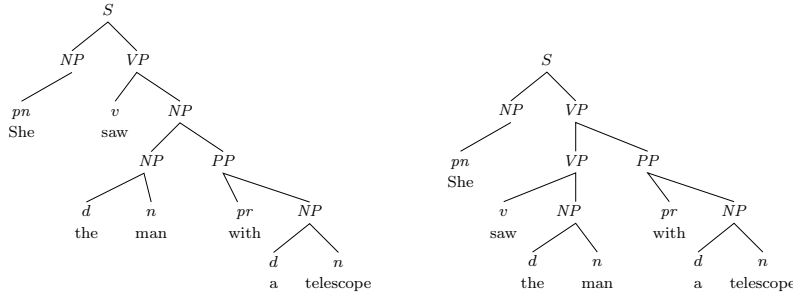 S
NP VP
pn v NP
She saw
NP PP
d n pr NP
the man with
d n
a telescope
S
NP VP
pn VP PP
She
v NP pr NP
saw with
d n d n
the man a telescope